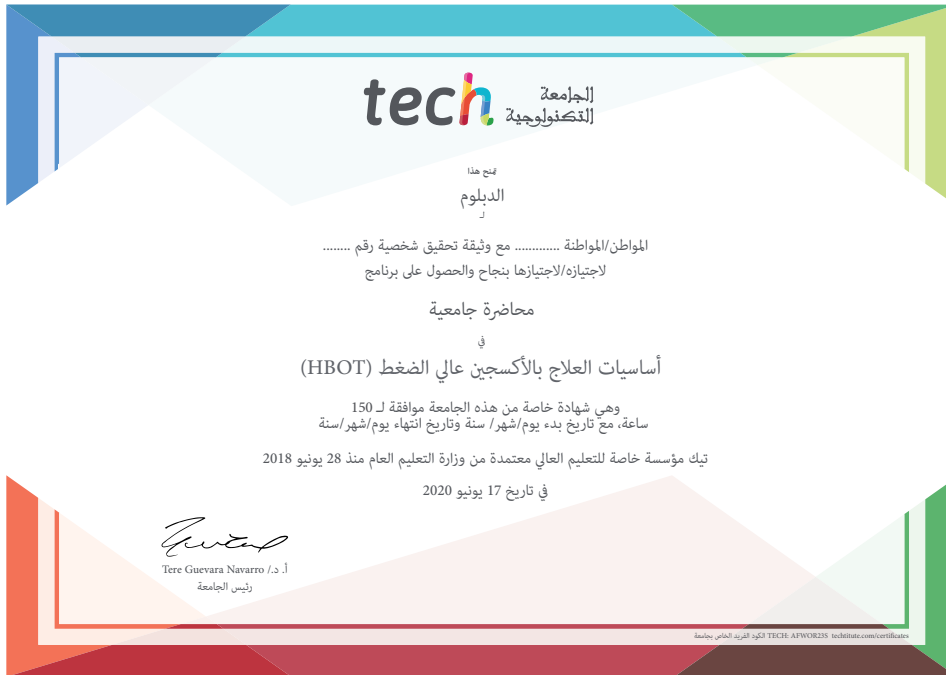 tech الجامعة
التكنولوجية
يمنح هذا
الدبلوم
لـ
المواطن/المواطنة ............ مع وثيقة تحقيق شخصية رقم ........
لاجتيازه/لاجتيازها بنجاح والحصول على برنامج
محاضرة جامعية
في
أساسيات العلاج بالأكسجين عالي الضغط (HBOT)
وهي شهادة خاصة من هذه الجامعة موافقة لـ 150
ساعة، مع تاريخ بدء يوم/شهر/ سنة وتاريخ انتهاء يوم/شهر/سنة
تيك مؤسسة خاصة للتعليم العالي معتمدة من وزارة التعليم العام منذ 28 يونيو 2018
في تاريخ 17 يونيو 2020
أ. د./ Tere Guevara Navarro
رئيس الجامعة
الكود الفريد الخاص بجامعة TECH: AFWOR23S techtitute.com/certificates